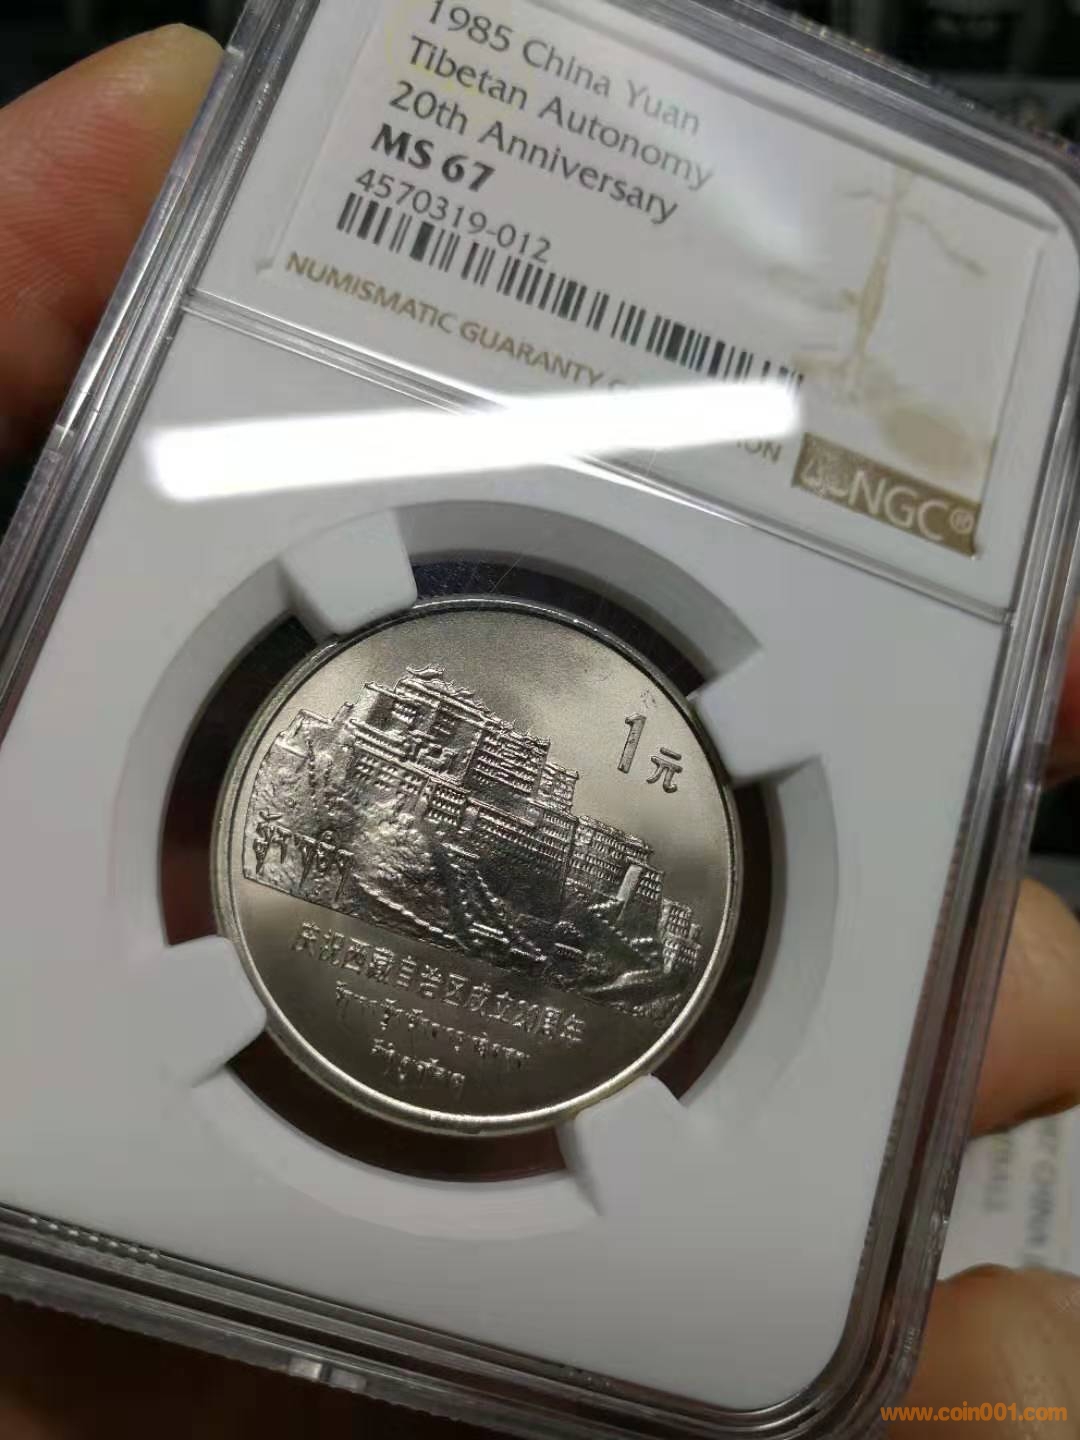 1985 China Yuan
Tibetan Autonomy
20th Anniversary
MS 67
4570319-012
NUMISMATIC GUARANTY
ION
NGC®
1元
庆祝西藏自治区成立20周年
www.coin001.com